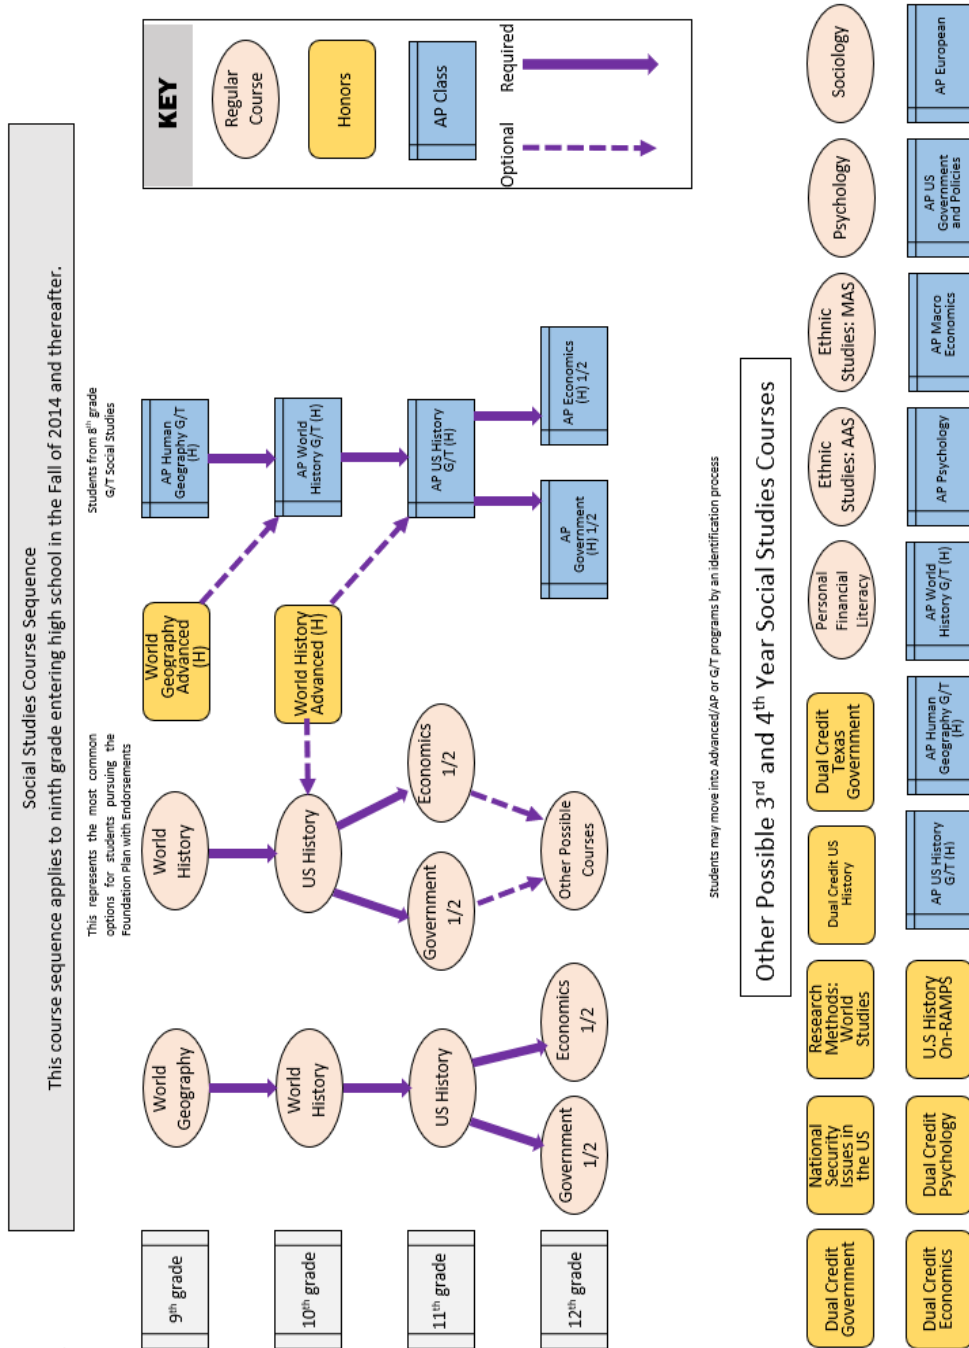 Social Studies Course Sequence
This course sequence applies to ninth grade entering high school in the Fall of 2014 and thereafter.
This represents the most common
options for students pursuing the
Foundation Plan with Endorsements
Students from 8th grade
G/T Social Studies
KEY
Regular
Course
Honors
AP Class
Optional
Required
9th grade
World
Geography
World
History
World
Geography
Advanced
(H)
AP Human
Geography G/T
(H)
10th grade
World
History
US History
World History
Advanced (H)
AP World
History G/T (H)
11th grade
US History
Government
1/2
Economics
1/2
AP US History
G/T (H)
12th grade
Government
1/2
Economics
1/2
Other Possible
Courses
AP
Government
(H) 1/2
AP Economics
(H) 1/2
Students may move into Advanced/AP or G/T programs by an identification process
Other Possible 3rd and 4th Year Social Studies Courses
Dual Credit
Government
National
Security
Issues in
the US
Research
Methods:
World
Studies
Dual Credit US
History
Dual Credit
Texas
Government
Personal
Financial
Literacy
Ethnic
Studies: AAS
Ethnic
Studies: MAS
Psychology
Sociology
Dual Credit
Economics
Dual Credit
Psychology
U.S History
On-RAMPS
AP US History
G/T (H)
AP Human
Geography G/T
(H)
AP World
History G/T (H)
AP Psychology
AP Macro
Economics
AP US
Government
and Policies
AP European